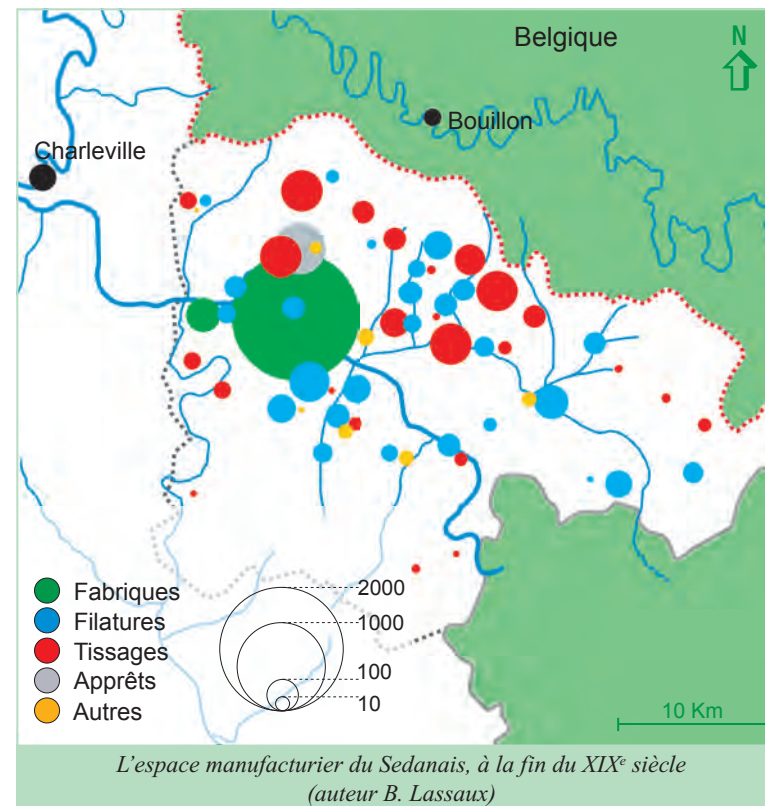 Belgique
N
Bouillon
Charleville
Fabriques
Filatures
Tissages
Apprêts
Autres
2000
1000
100
10
10 Km
L'espace manufacturier du Sedanais, à la fin du XIXe siècle
(auteur B. Lassaux)